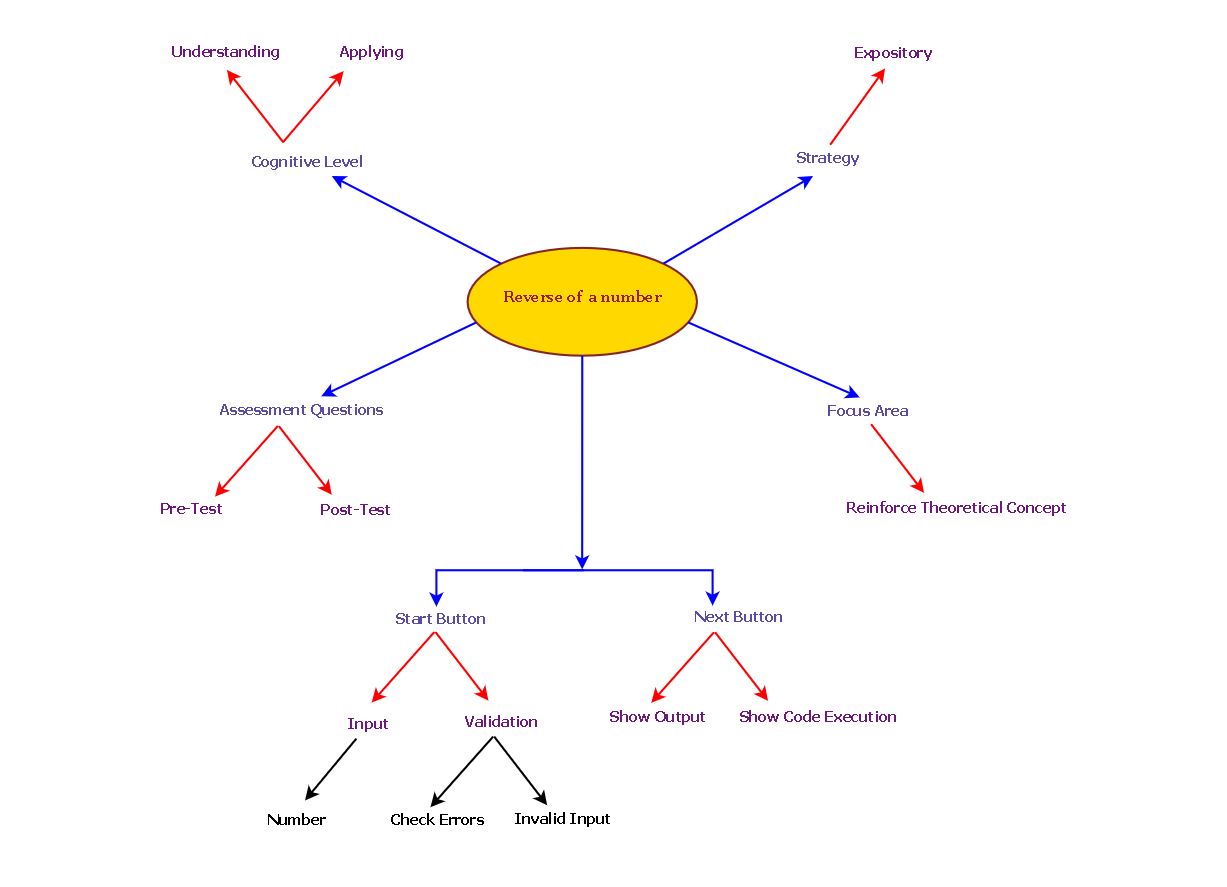 Understanding
Applying
Expository
Cognitive Level
Strategy
Reverse of a number
Assessment Questions
Focus Area
Pre-Test
Post-Test
Reinforce Theoretical Concept
Start Button
Next Button
Input
Validation
Show Output
Show Code Execution
Number
Check Errors
Invalid Input